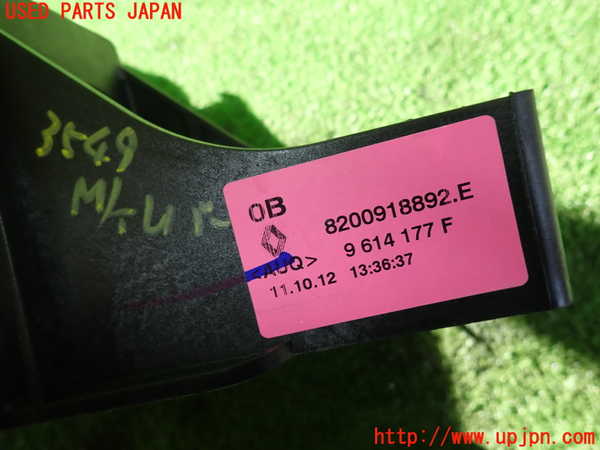 USED PARTS JAPAN
3549
0B
8200918892.E
9 614 177 F
<AUQ>
11.10.12 13:36:37
http://www.upjpn.com/